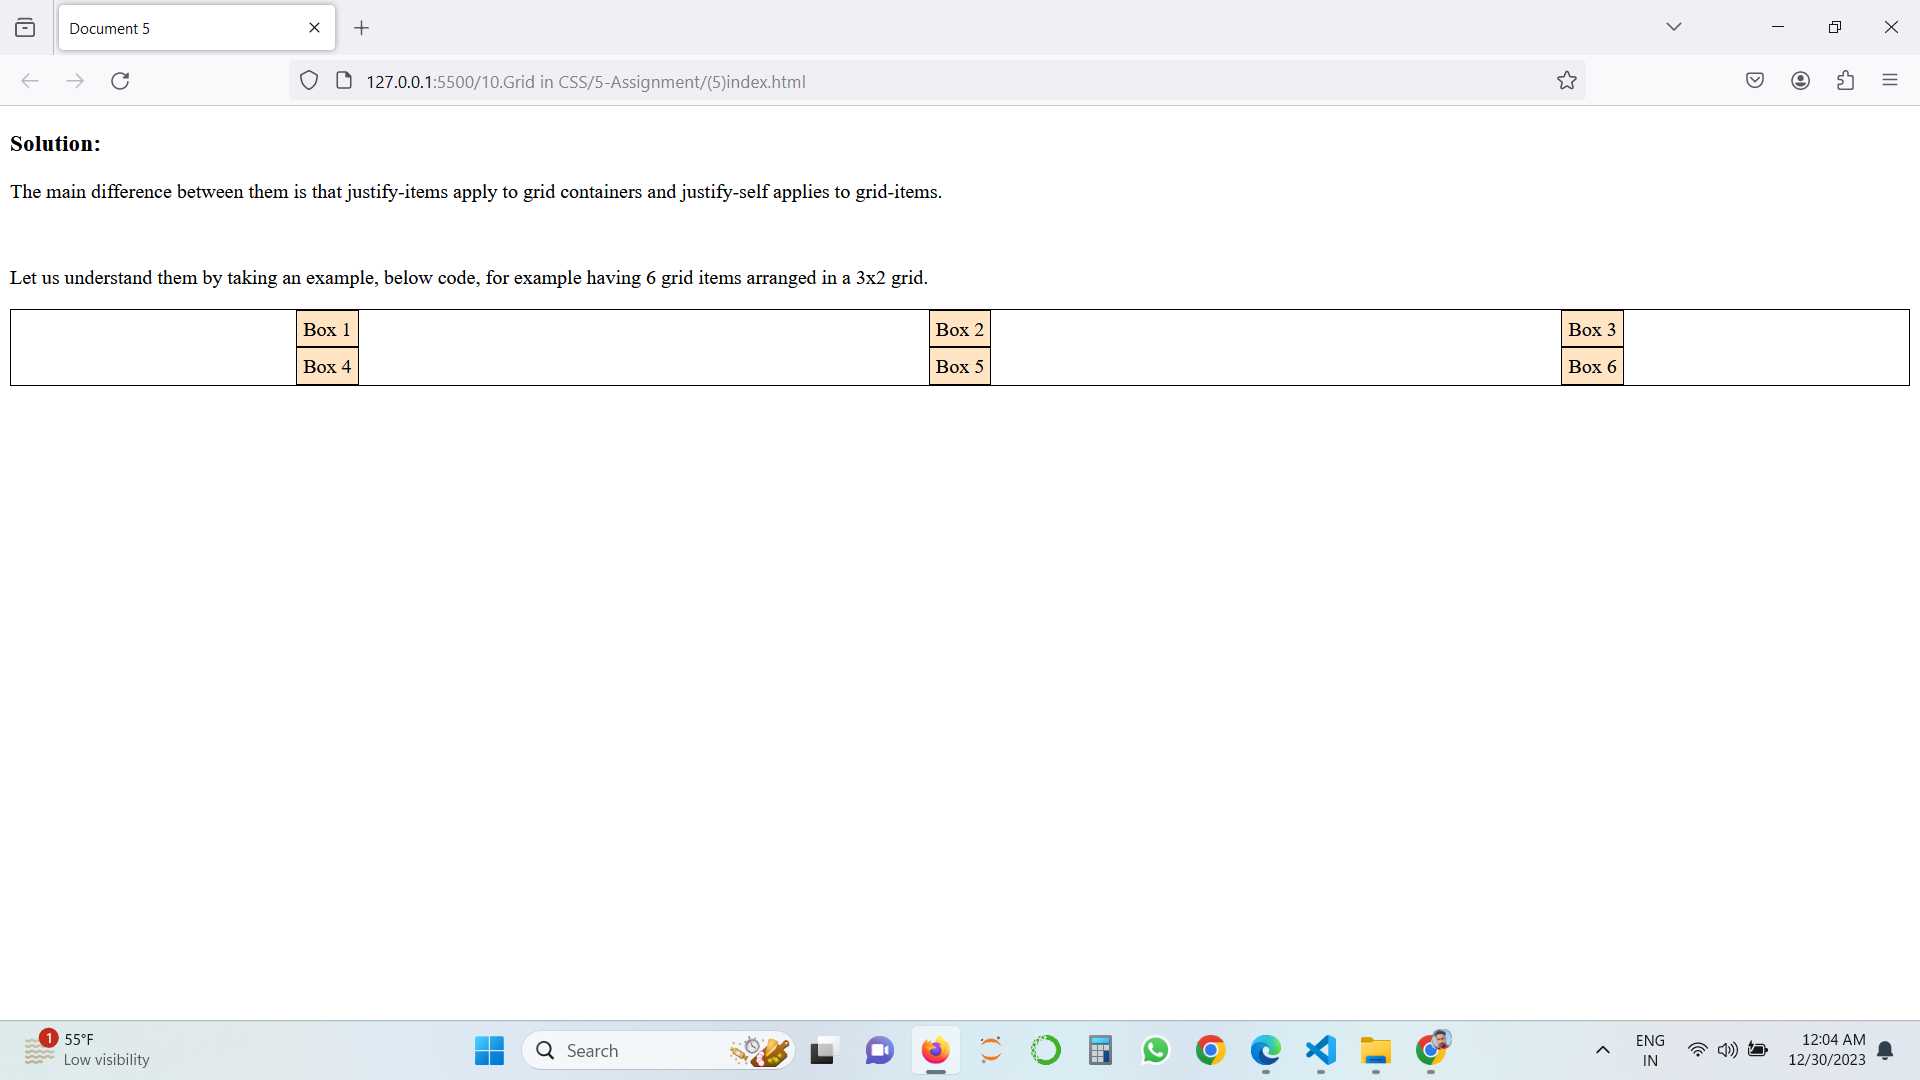 Document 5
127.0.0.1:5500/10.Grid in CSS/5-Assignment/(5)index.html
Solution:
The main difference between them is that justify-items apply to grid containers and justify-self applies to grid-items.
Let us understand them by taking an example, below code, for example having 6 grid items arranged in a 3x2 grid.
Box 1 Box 2 Box 3
Box 4 Box 5 Box 6
1
55°F
Low visibility
Search
ENG
IN
12:04 AM
12/30/2023